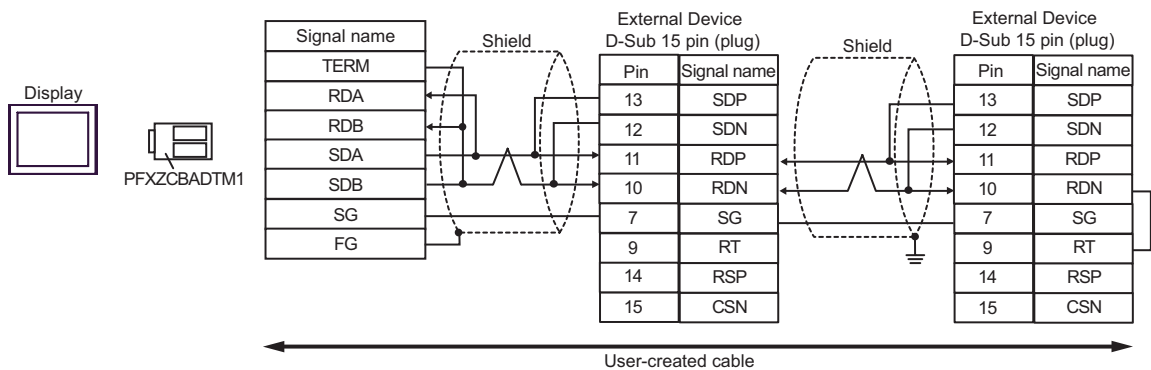 Display
PFXZCBADTM1
Signal name
TERM
RDA
RDB
SDA
SDB
SG
FG
Shield
External Device
D-Sub 15 pin (plug)
Pin Signal name
13 SDP
12 SDN
11 RDP
10 RDN
7 SG
9 RT
14 RSP
15 CSN
Shield
External Device
D-Sub 15 pin (plug)
Pin Signal name
13 SDP
12 SDN
11 RDP
10 RDN
7 SG
9 RT
14 RSP
15 CSN
User-created cable